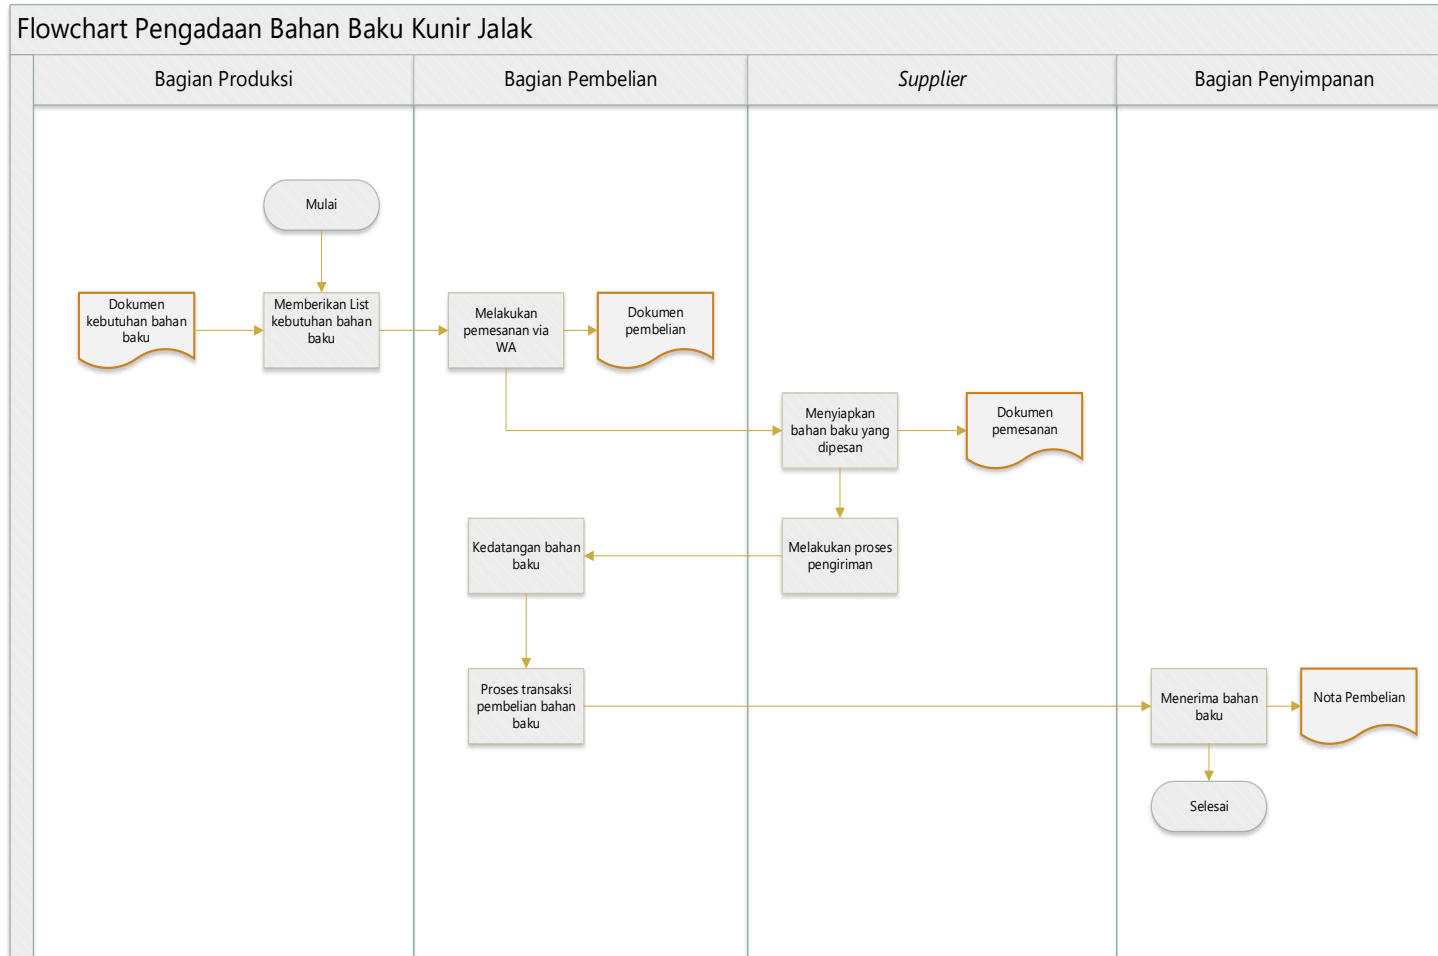 Flowchart Pengadaan Bahan Baku Kunir Jalak
Bagian Produksi
Bagian Pembelian
Supplier
Bagian Penyimpanan
Mulai
Dokumen
kebutuhan bahan
baku
Memberikan List
kebutuhan bahan
baku
Melakukan
pemesanan via
WA
Dokumen
pembelian
Menyiapkan
bahan baku yang
dipesan
Dokumen
pemesanan
Kedatangan bahan
baku
Melakukan proses
pengiriman
Proses transaksi
pembelian bahan
baku
Menerima bahan
baku
Nota Pembelian
Selesai